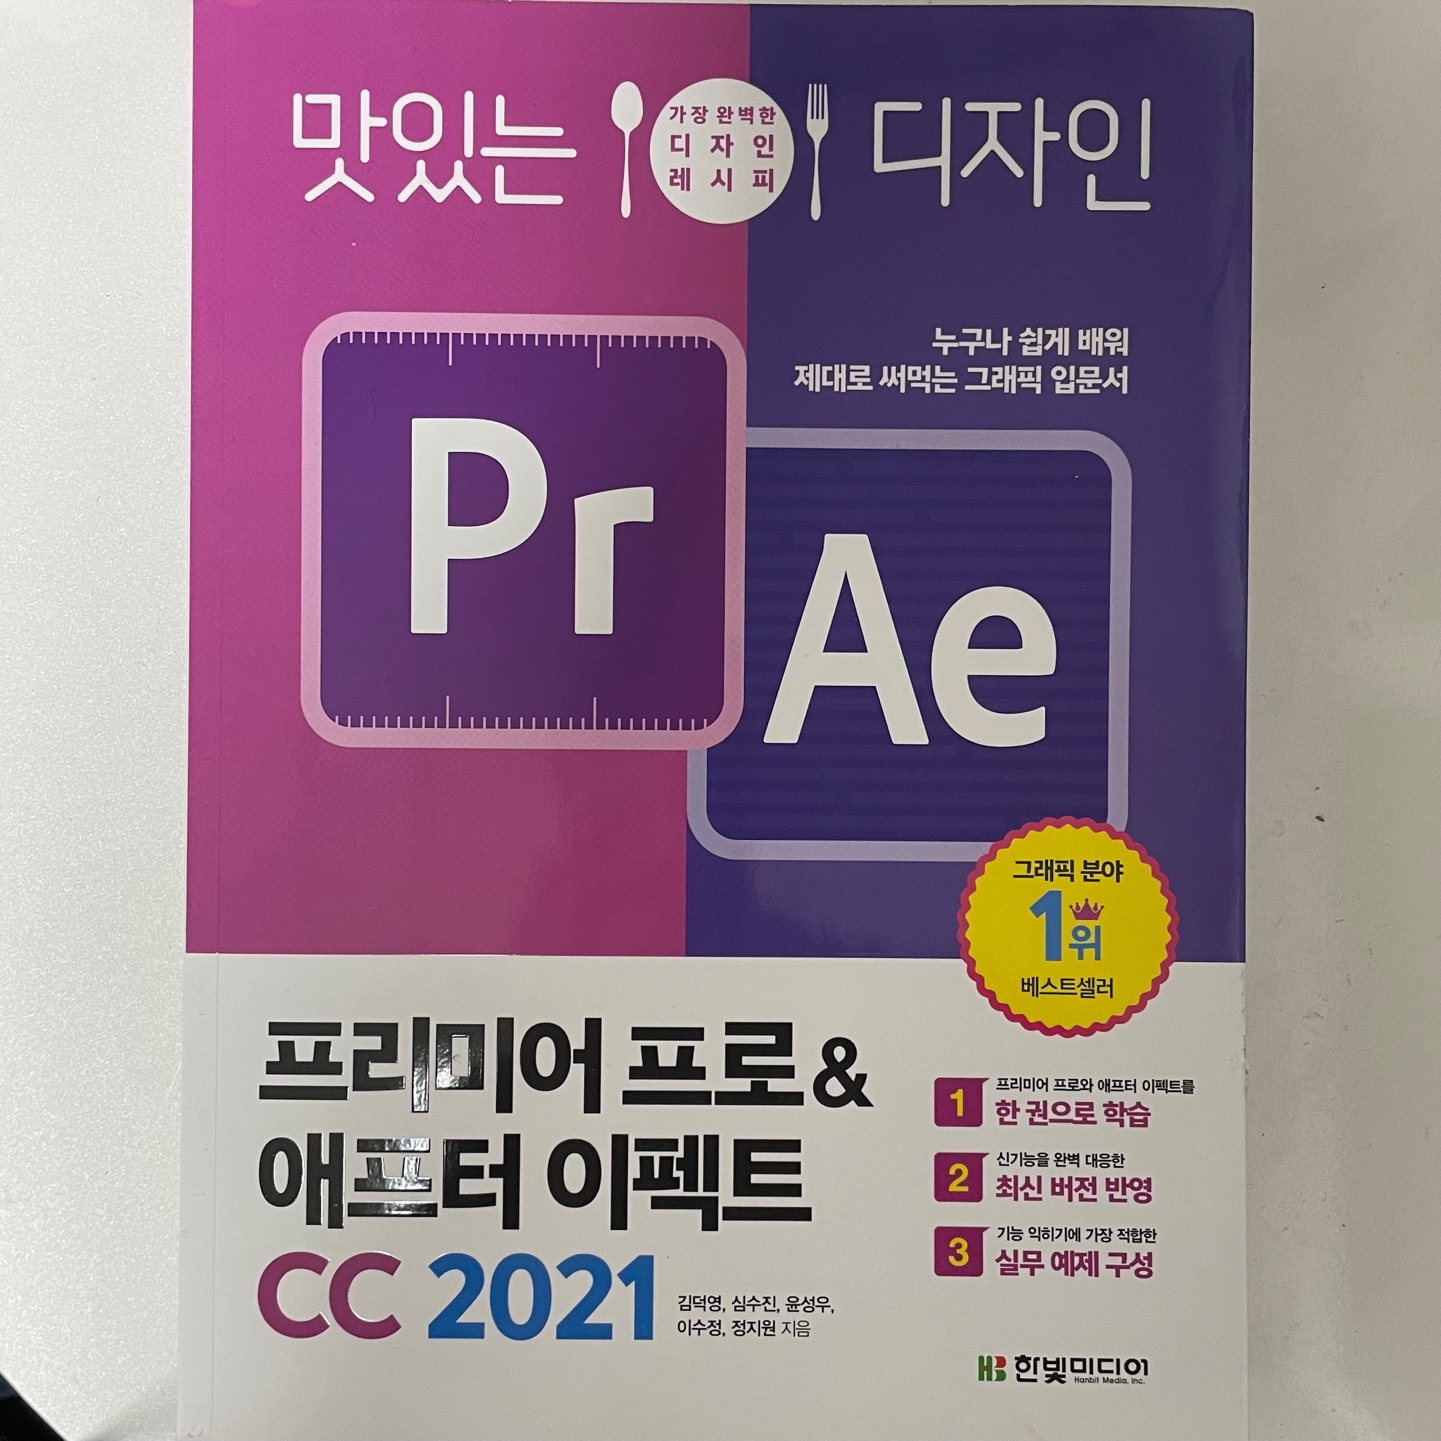 맛있는 디자인
가장 완벽한
디자인
레시피
누구나 쉽게 배워
제대로 써먹는 그래픽 입문서
Pr
Ae
그래픽 분야
1위
베스트셀러
프리미어 프로 &
애프터 이펙트
CC 2021
김덕영, 심수진, 윤성우,
이수정, 정지원 지음
1 프리미어 프로와 애프터 이펙트를
한 권으로 학습
2 신기능을 완벽 대응한
최신 버전 반영
3 기능 익히기에 가장 적합한
실무 예제 구성
HB 한빛미디어
Hanbit Media, Inc.